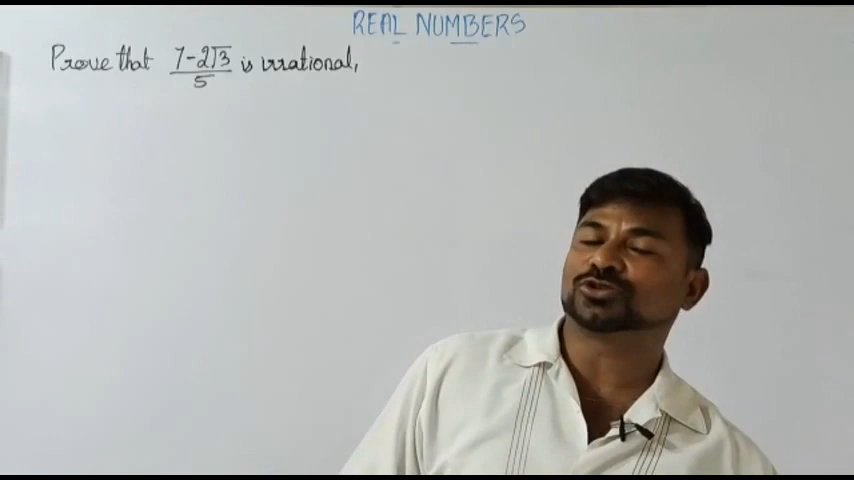 REAL NUMBERS
Prove that (7-2√3)/5 is irrational,